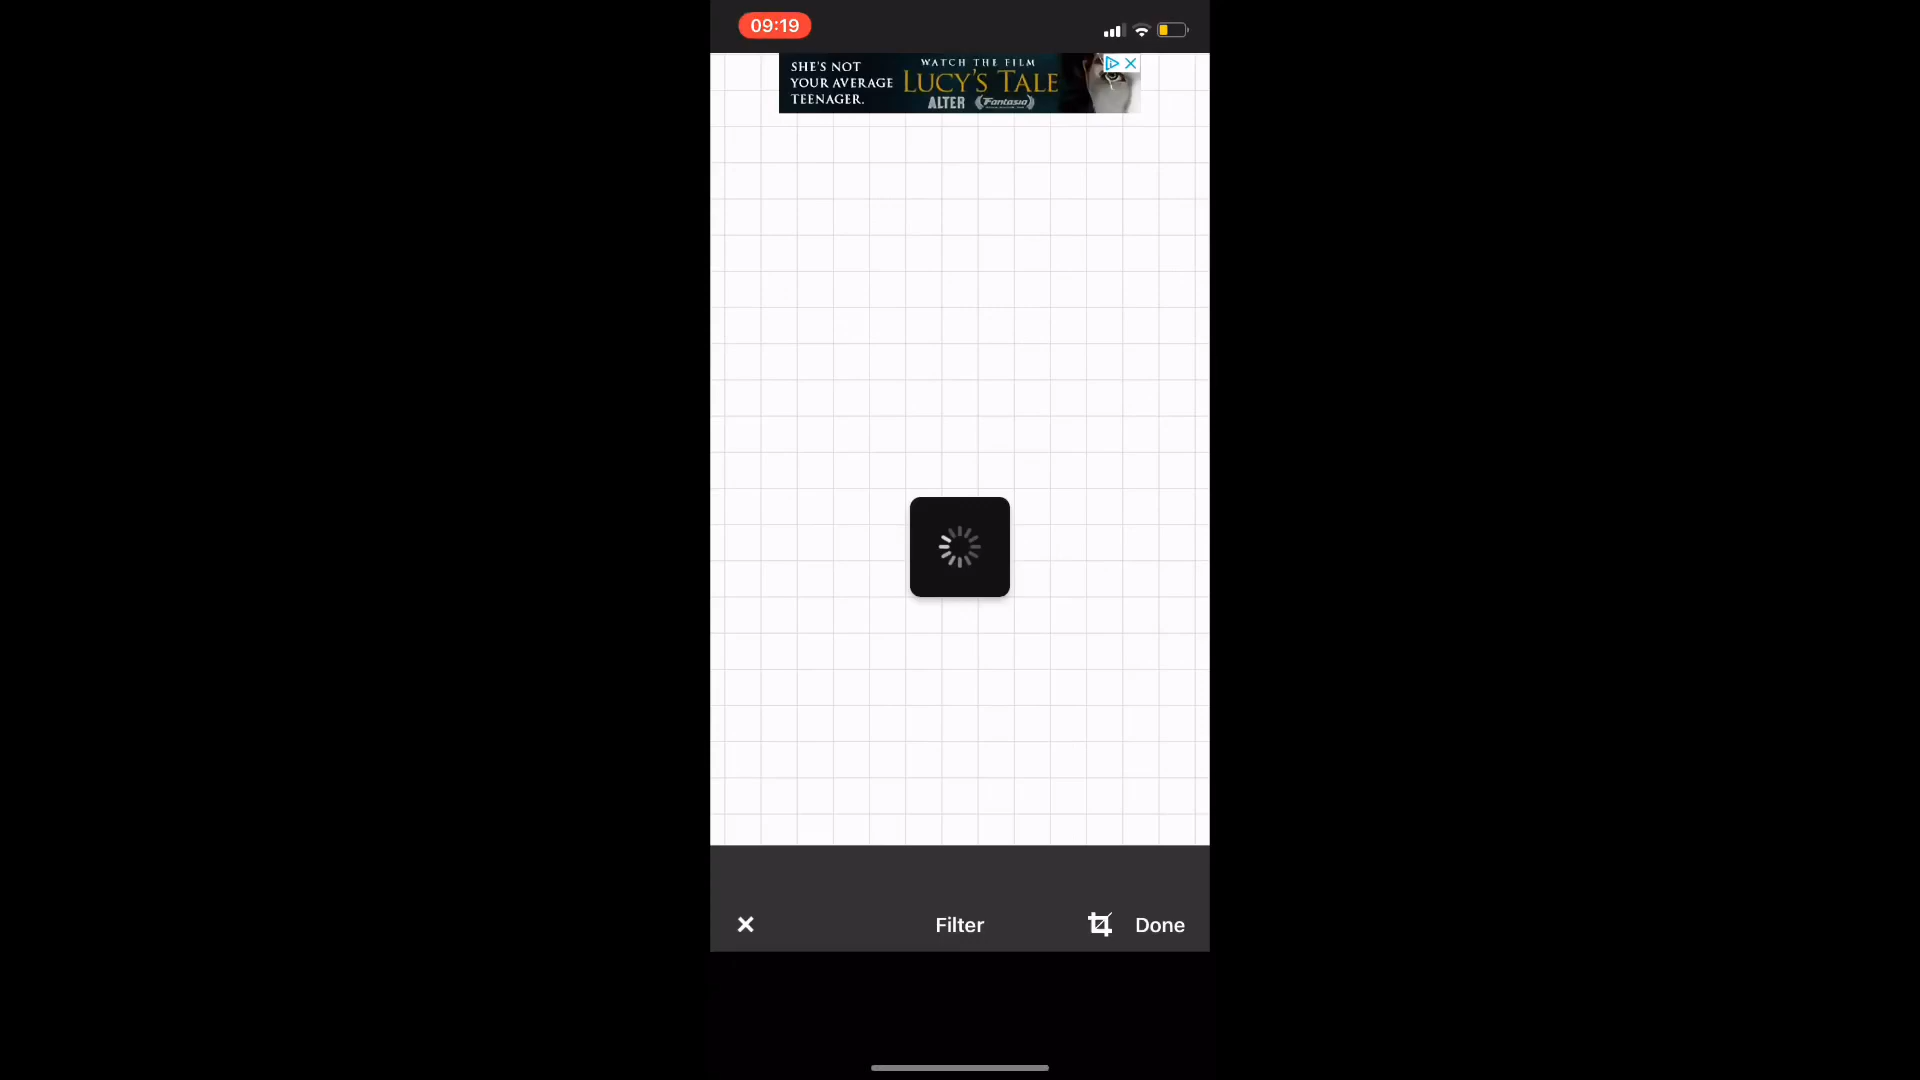 09:19
SHE'S NOT
YOUR AVERAGE
TEENAGER.
WATCH THE FILM
LUCY'S TALE
ALTER Fantasia
Filter
Done